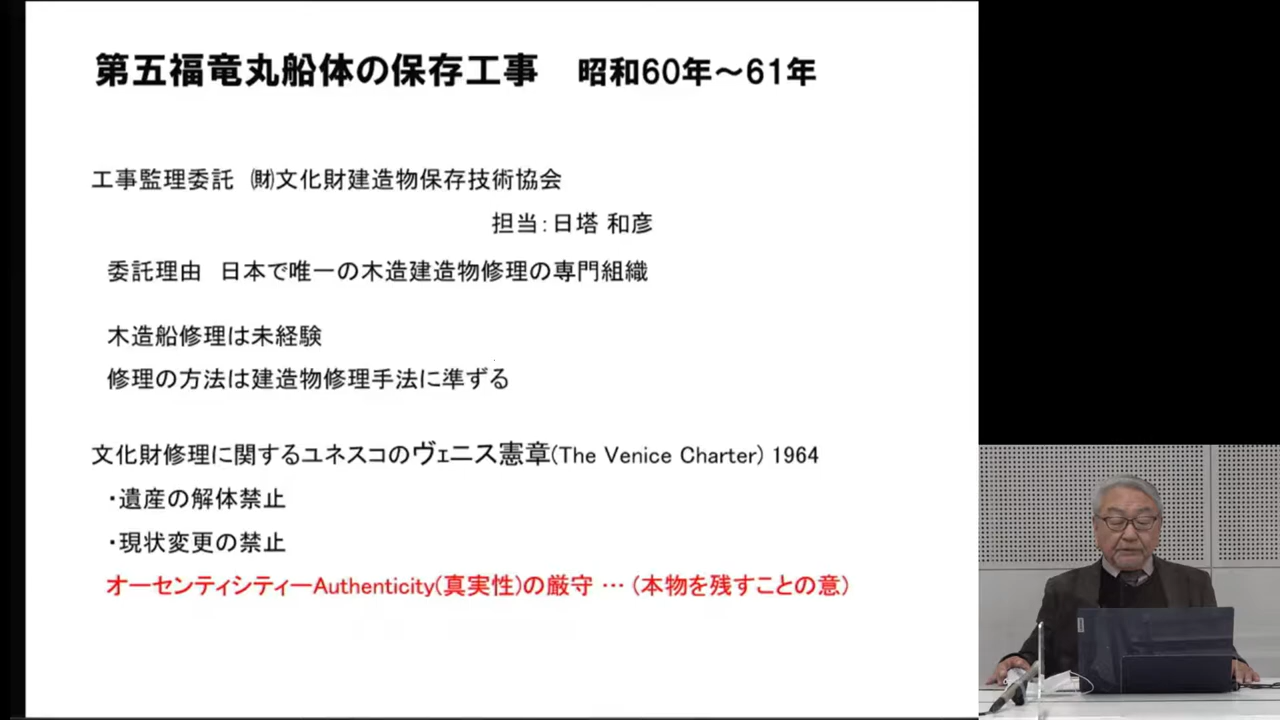 第五福竜丸船体の保存工事　昭和60年～61年
工事監理委託　㈶文化財建造物保存技術協会
担当：日塔 和彦
委託理由　日本で唯一の木造建造物修理の専門組織
木造船修理は未経験
修理の方法は建造物修理手法に準ずる
文化財修理に関するユネスコのヴェニス憲章(The Venice Charter) 1964
・遺産の解体禁止
・現状変更の禁止
オーセンティシティーAuthenticity(真実性)の厳守 … (本物を残すことの意)